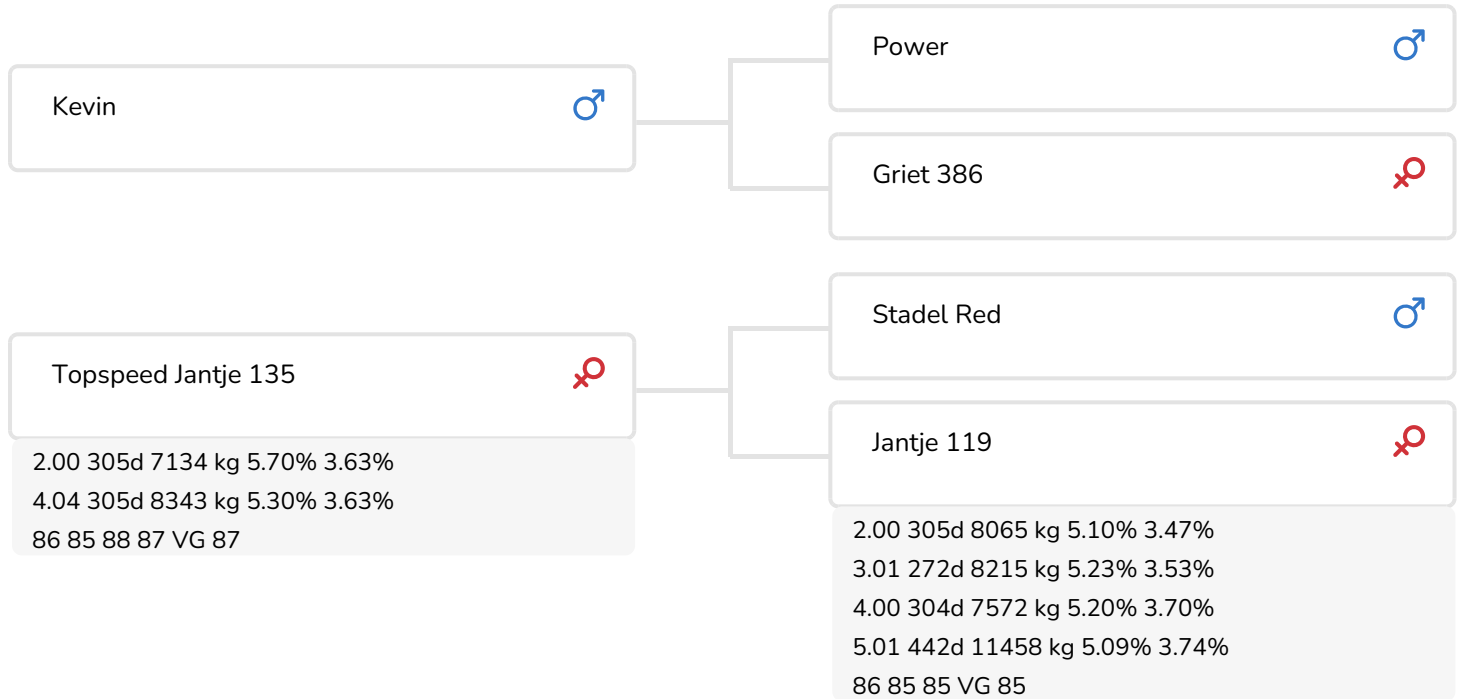 Kevin
Power
Griet 386
Topspeed Jantje 135
2.00 305d 7134 kg 5.70% 3.63%
4.04 305d 8343 kg 5.30% 3.63%
86 85 88 87 VG 87
Stadel Red
Jantje 119
2.00 305d 8065 kg 5.10% 3.47%
3.01 272d 8215 kg 5.23% 3.53%
4.00 304d 7572 kg 5.20% 3.70%
5.01 442d 11458 kg 5.09% 3.74%
86 85 85 VG 85